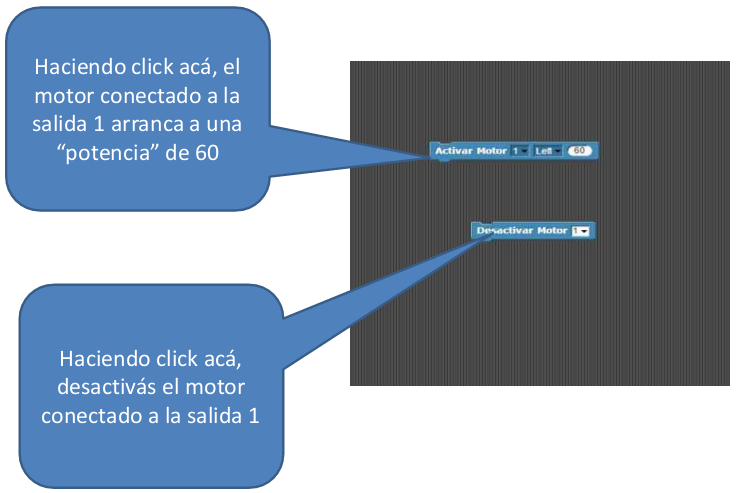 Haciendo click acá, el
motor conectado a la
salida 1 arranca a una
“potencia” de 60
Activar Motor 1 Left 60
Desactivar Motor 1
Haciendo click acá,
desactivás el motor
conectado a la salida 1